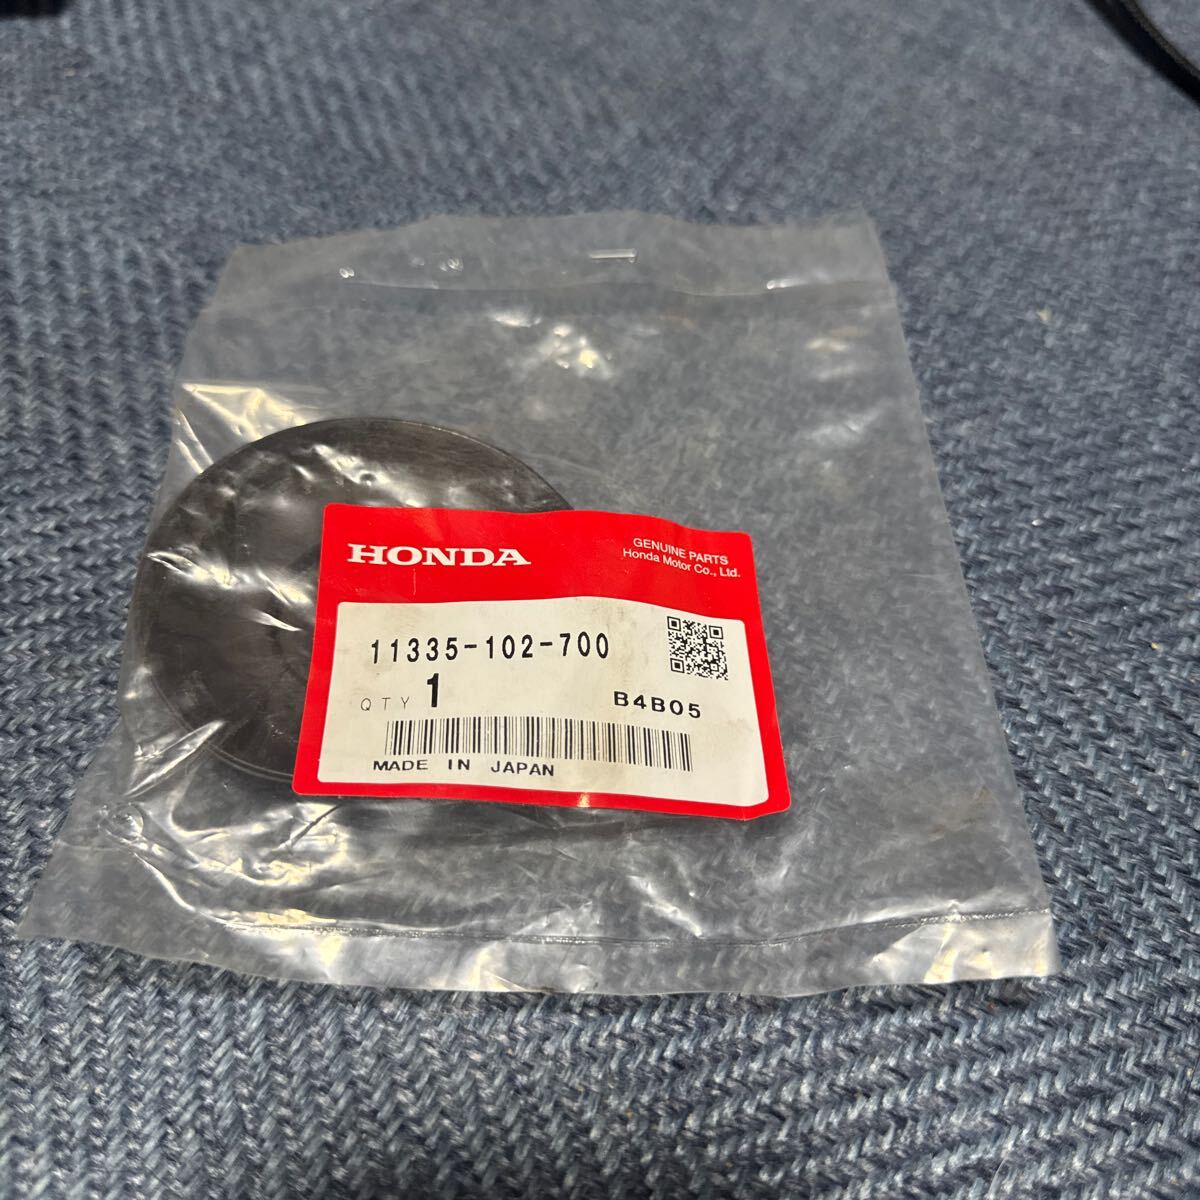 HONDA
GENUINE PARTS
Honda Motor Co., Ltd.
11335-102-700
QTY 1
B4B05
MADE IN JAPAN